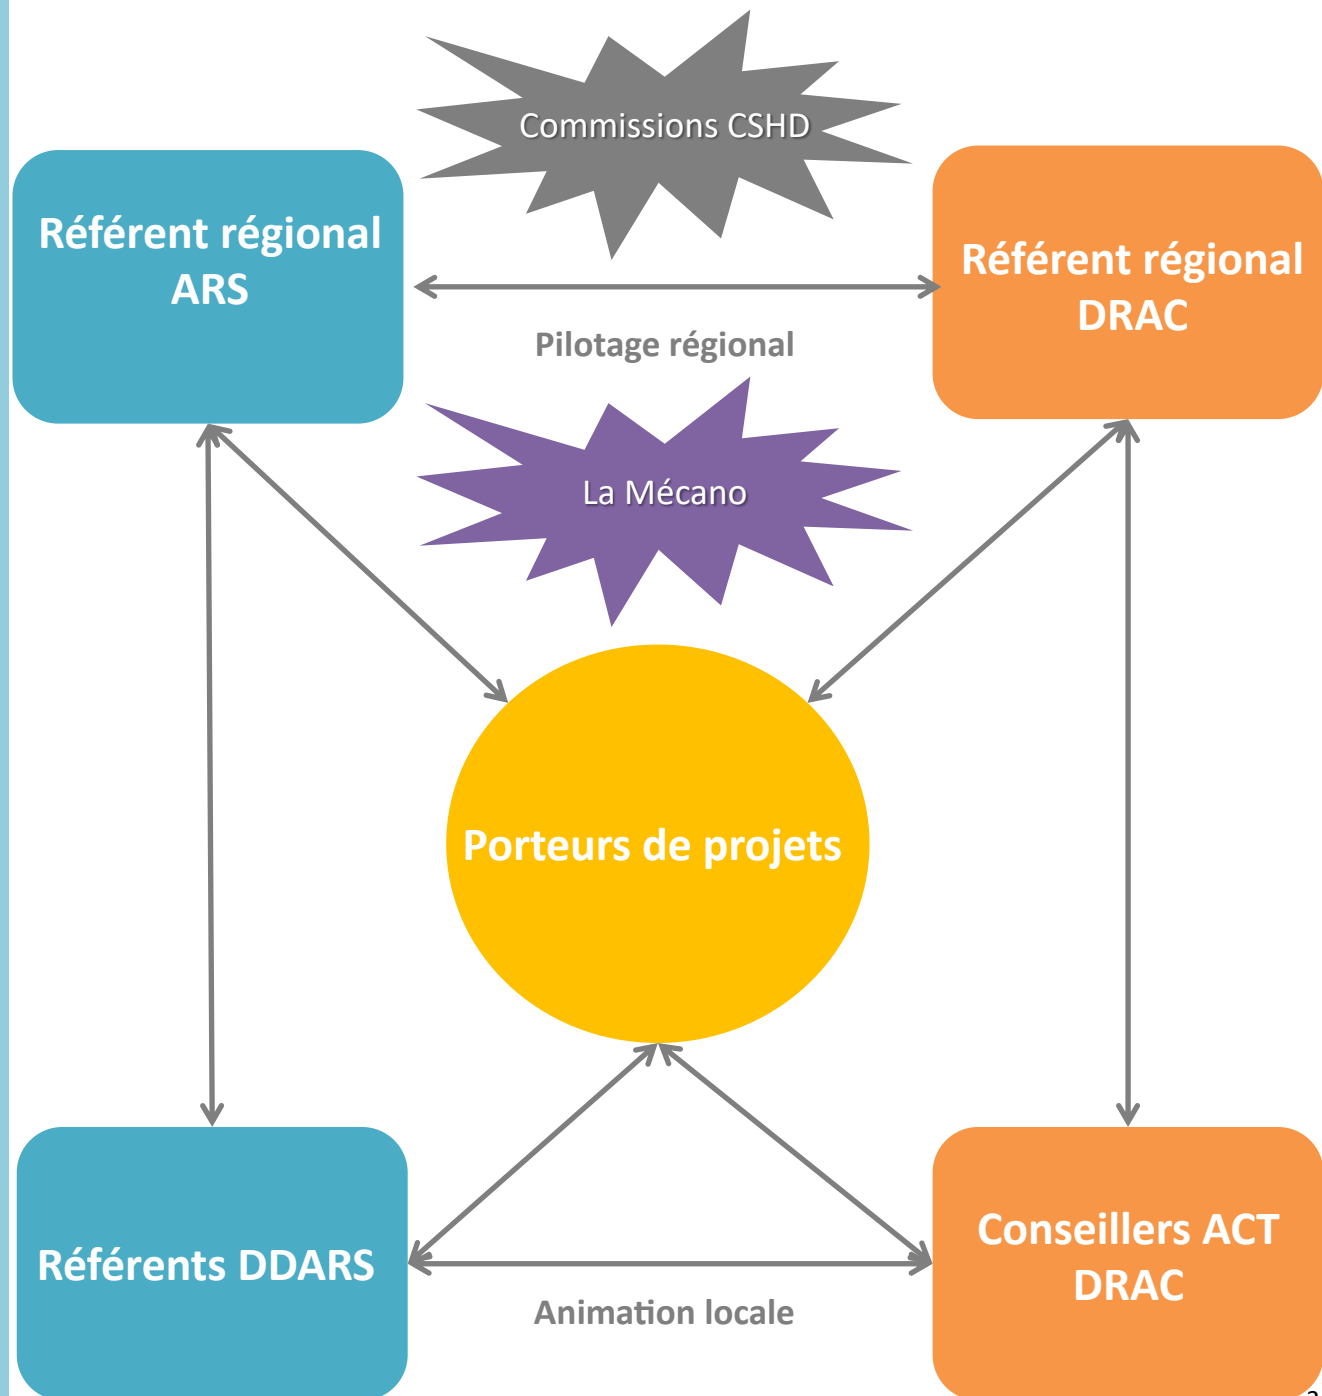 Commissions CSHD
Référent régional
ARS
Référent régional
DRAC
Pilotage régional
La Mécano
Porteurs de projets
Référents DDARS
Conseillers ACT
DRAC
Animation locale